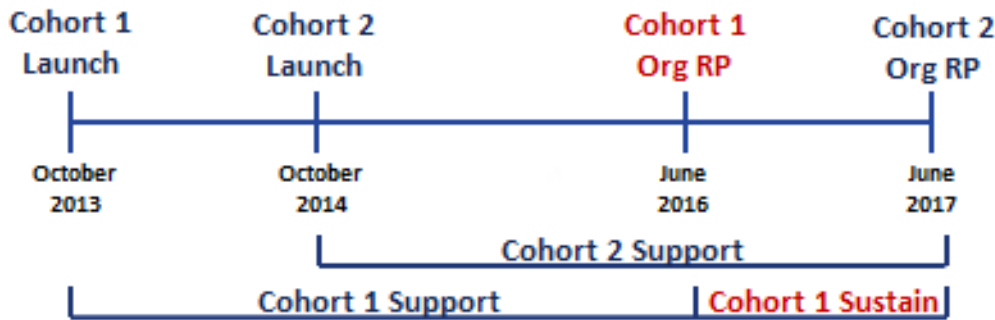 Cohort 1
Launch
Cohort 2
Launch
Cohort 1
Org RP
Cohort 2
Org RP
October
2013
October
2014
June
2016
June
2017
Cohort 2 Support
Cohort 1 Support
Cohort 1 Sustain